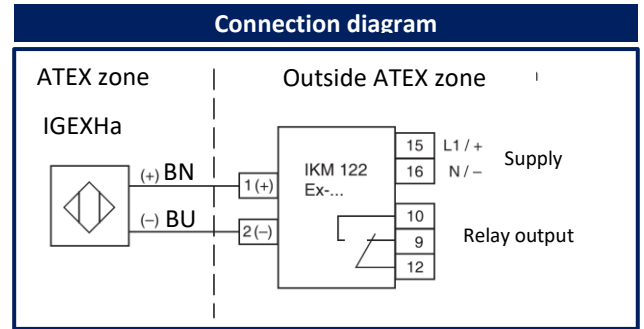 Connection diagram
ATEX zone
Outside ATEX zone
IGEXHa
(+) BN
(–) BU
1 (+)
2 (–)
IKM 122
Ex-...
15 L1 / +
16 N / –
Supply
10
9
12
Relay output